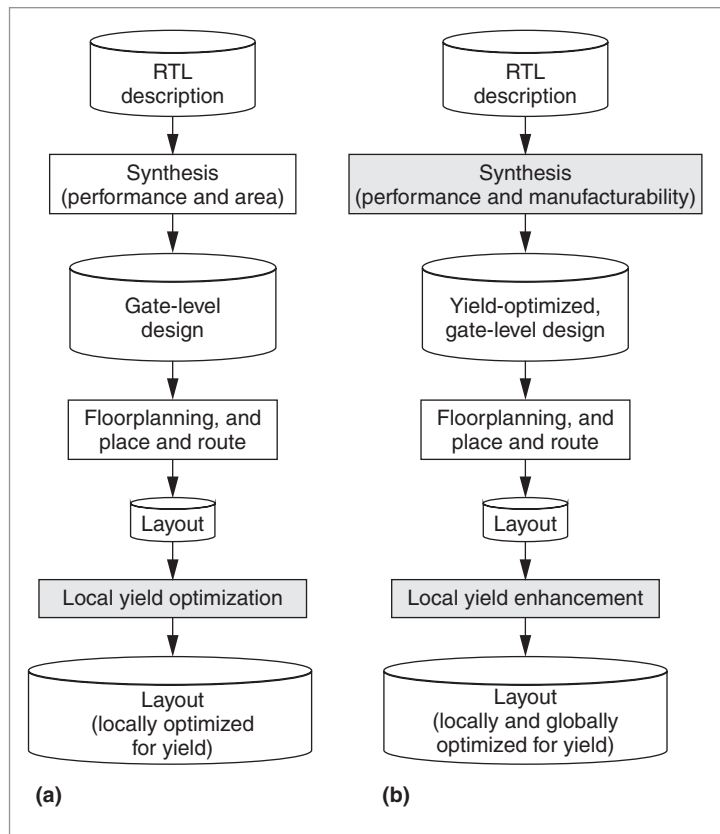 RTL
description
Synthesis
(performance and area)
Gate-level
design
Floorplanning, and
place and route
Layout
Local yield optimization
Layout
(locally optimized
for yield)
(a)
RTL
description
Synthesis
(performance and manufacturability)
Yield-optimized,
gate-level design
Floorplanning, and
place and route
Layout
Local yield enhancement
Layout
(locally and globally
optimized for yield)
(b)